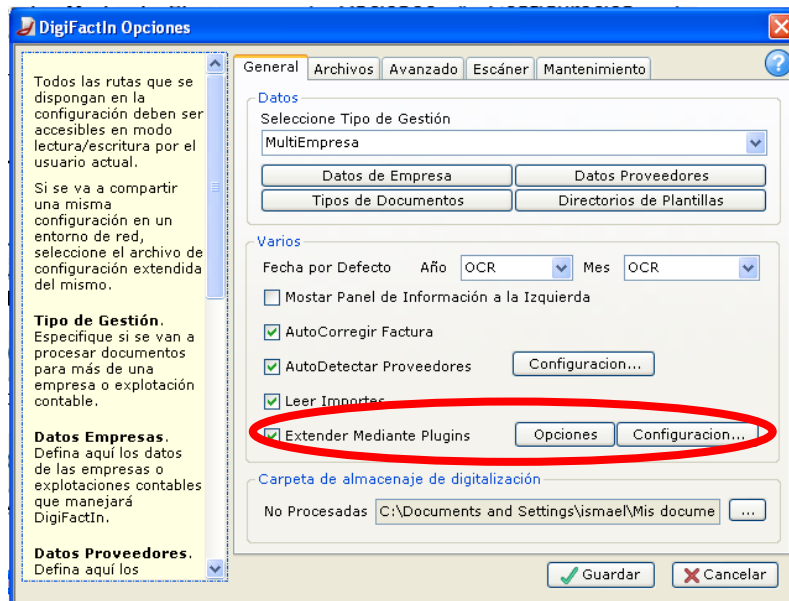 DigiFactIn Opciones
Todos las rutas que se
dispongan en la
configuración deben ser
accesibles en modo
lectura/escritura por el
usuario actual.
Si se va a compartir
una misma
configuración en un
entorno de red,
seleccione el archivo de
configuración extendida
del mismo.
Tipo de Gestión.
Especifique si se van a
procesar documentos
para más de una
empresa o explotación
contable.
Datos Empresas.
Defina aquí los datos
de las empresas o
explotaciones contables
que manejará
DigiFactIn.
Datos Proveedores.
Defina aquí los
General Archivos Avanzado Escáner Mantenimiento
Datos
Seleccione Tipo de Gestión
MultiEmpresa
Datos de Empresa Datos Proveedores
Tipos de Documentos Directorios de Plantillas
Varios
Fecha por Defecto Año OCR Mes OCR
Mostar Panel de Información a la Izquierda
AutoCorregir Factura
AutoDetectar Proveedores Configuracion...
Leer Importes
Extender Mediante Plugins Opciones Configuracion...
Carpeta de almacenaje de digitalización
No Procesadas C:\Documents and Settings\ismael\Mis docume ...
Guardar Cancelar